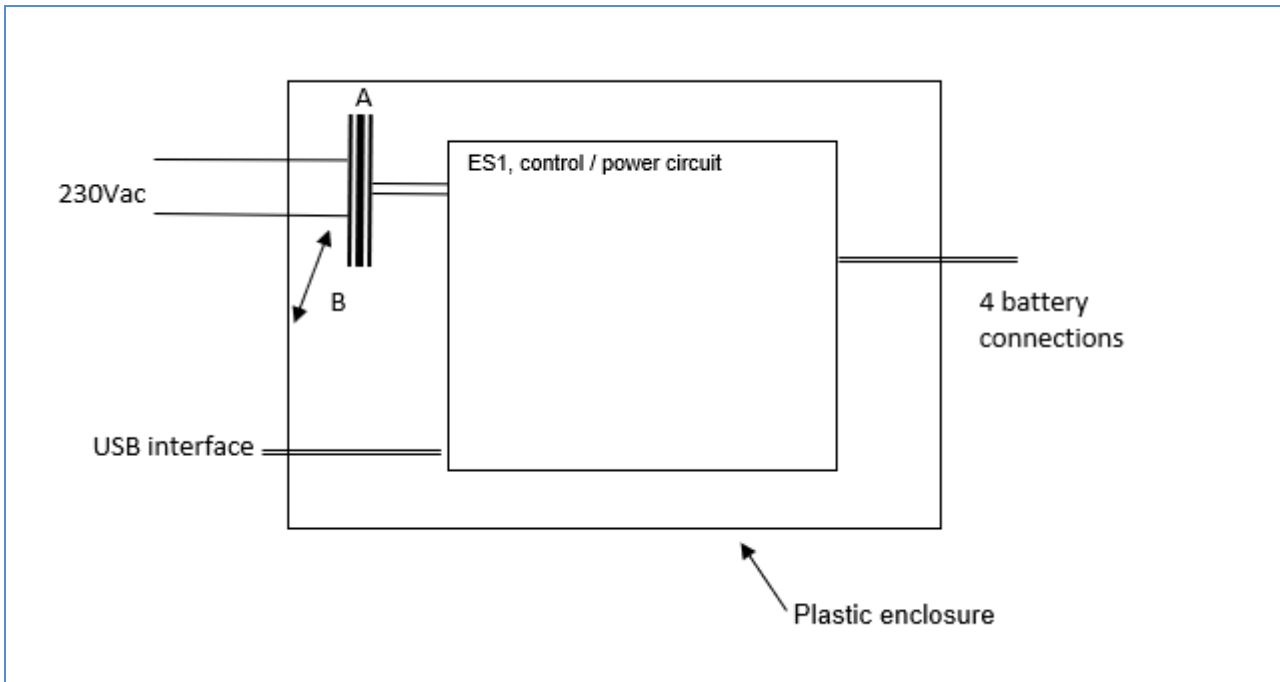 A
ES1, control / power circuit
230Vac
B
4 battery
connections
USB interface
Plastic enclosure